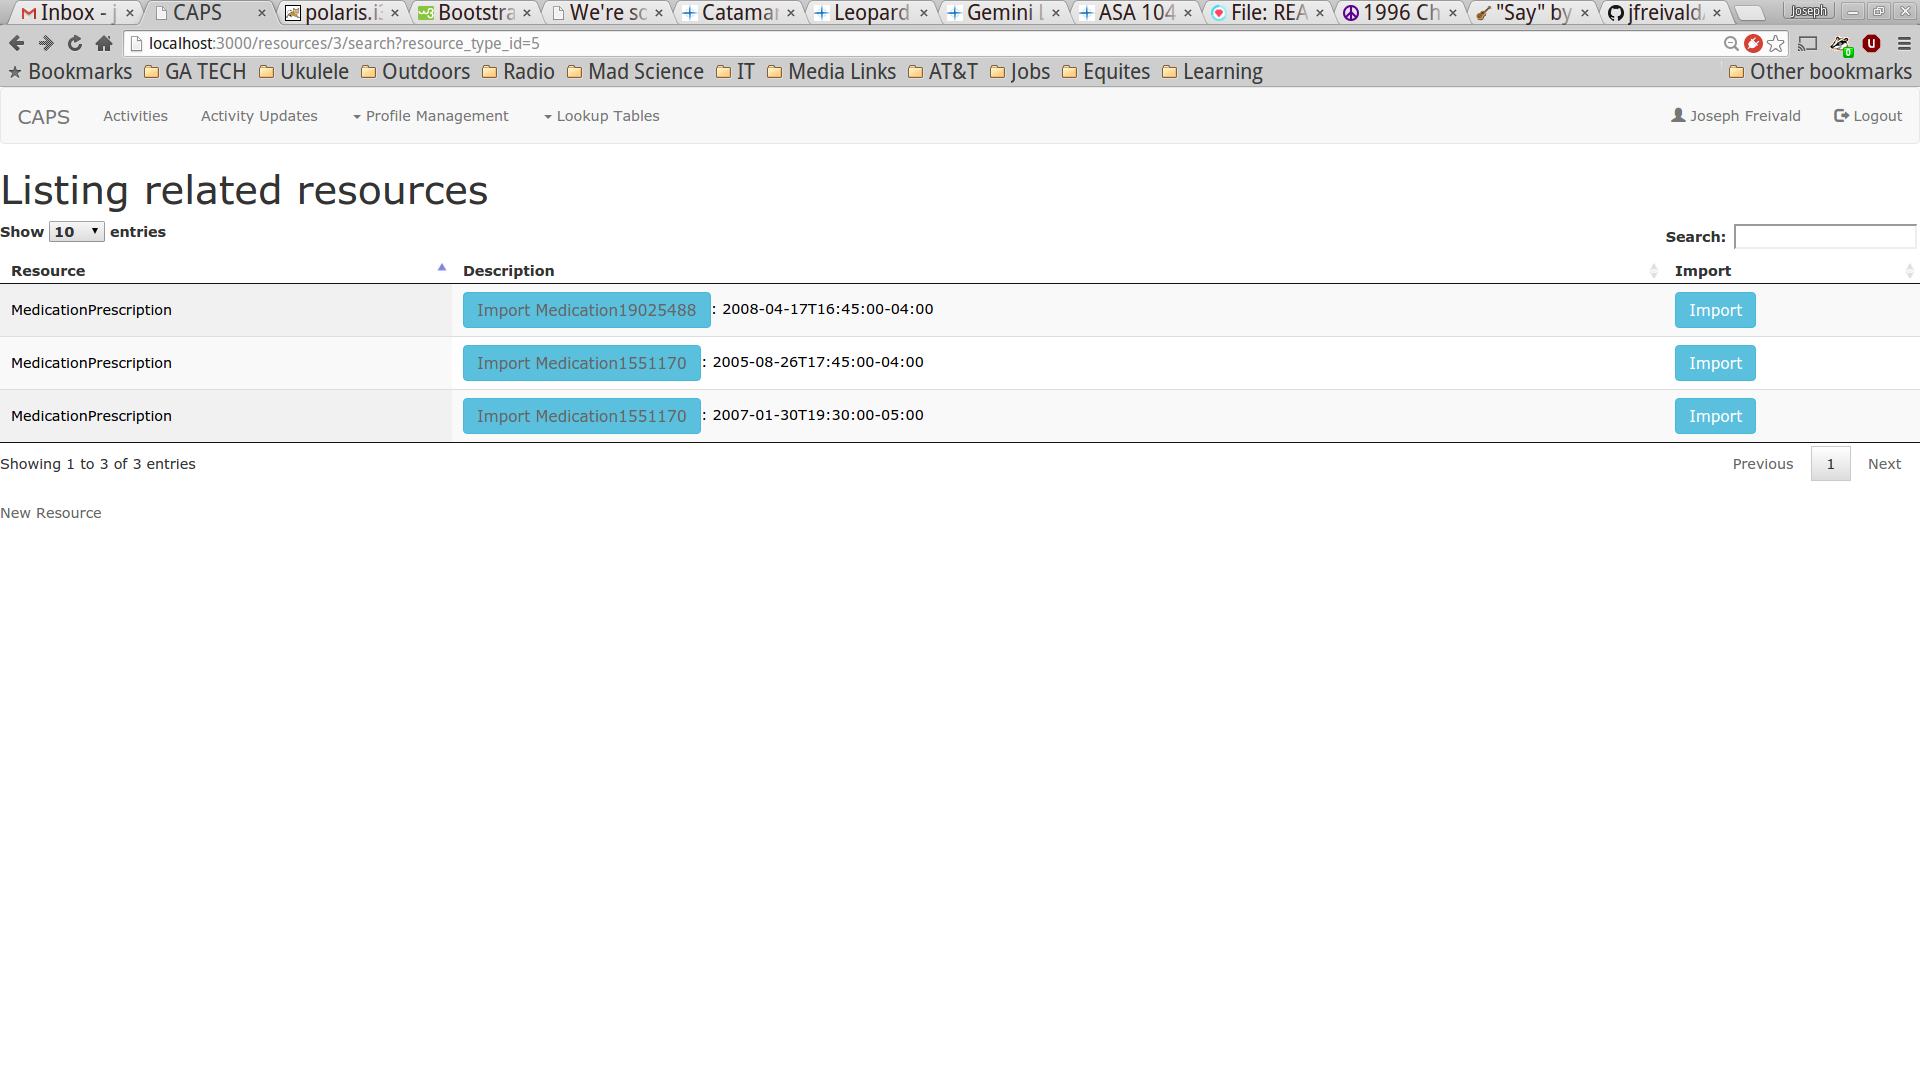 Inbox - j CAPS polaris.i Bootstra We're so Catamar Leopard Gemini L ASA 104 File: REA 1996 Ch "Say" by jfreivald/ Joseph
localhost:3000/resources/3/search?resource_type_id=5
Bookmarks GA TECH Ukulele Outdoors Radio Mad Science IT Media Links AT&T Jobs Equites Learning Other bookmarks
CAPS Activities Activity Updates Profile Management Lookup Tables Joseph Freivald Logout
Listing related resources
Show 10 entries Search:
Resource Description Import
MedicationPrescription Import Medication19025488 : 2008-04-17T16:45:00-04:00 Import
MedicationPrescription Import Medication1551170 : 2005-08-26T17:45:00-04:00 Import
MedicationPrescription Import Medication1551170 : 2007-01-30T19:30:00-05:00 Import
Showing 1 to 3 of 3 entries Previous 1 Next
New Resource